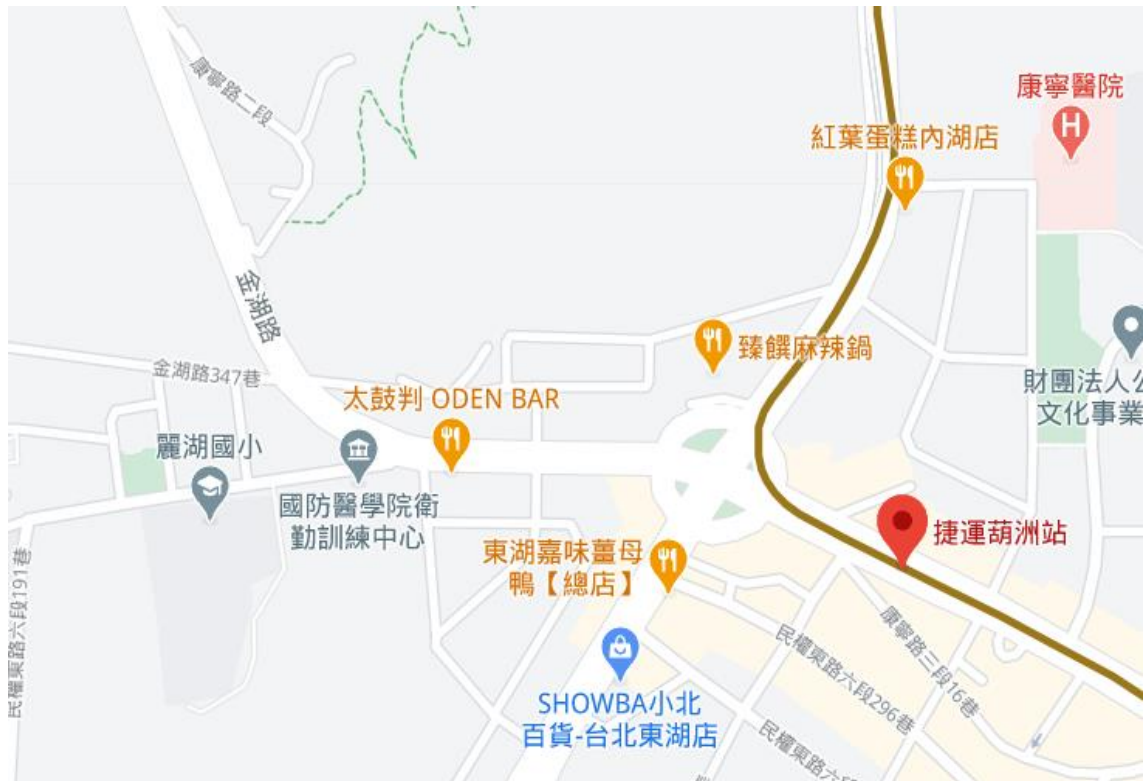 康寧路二段
康寧醫院
H
紅葉蛋糕內湖店
金湖路
臻饌麻辣鍋
金湖路347巷
太鼓判 ODEN BAR
財團法人公
文化事業
麗湖國小
國防醫學院衛
勤訓練中心
捷運葫洲站
東湖嘉味薑母
鴨【總店】
民權東路六段191巷
民權東路六段296巷
康寧路三段16巷
SHOWBA小北
百貨-台北東湖店
民權東路六段